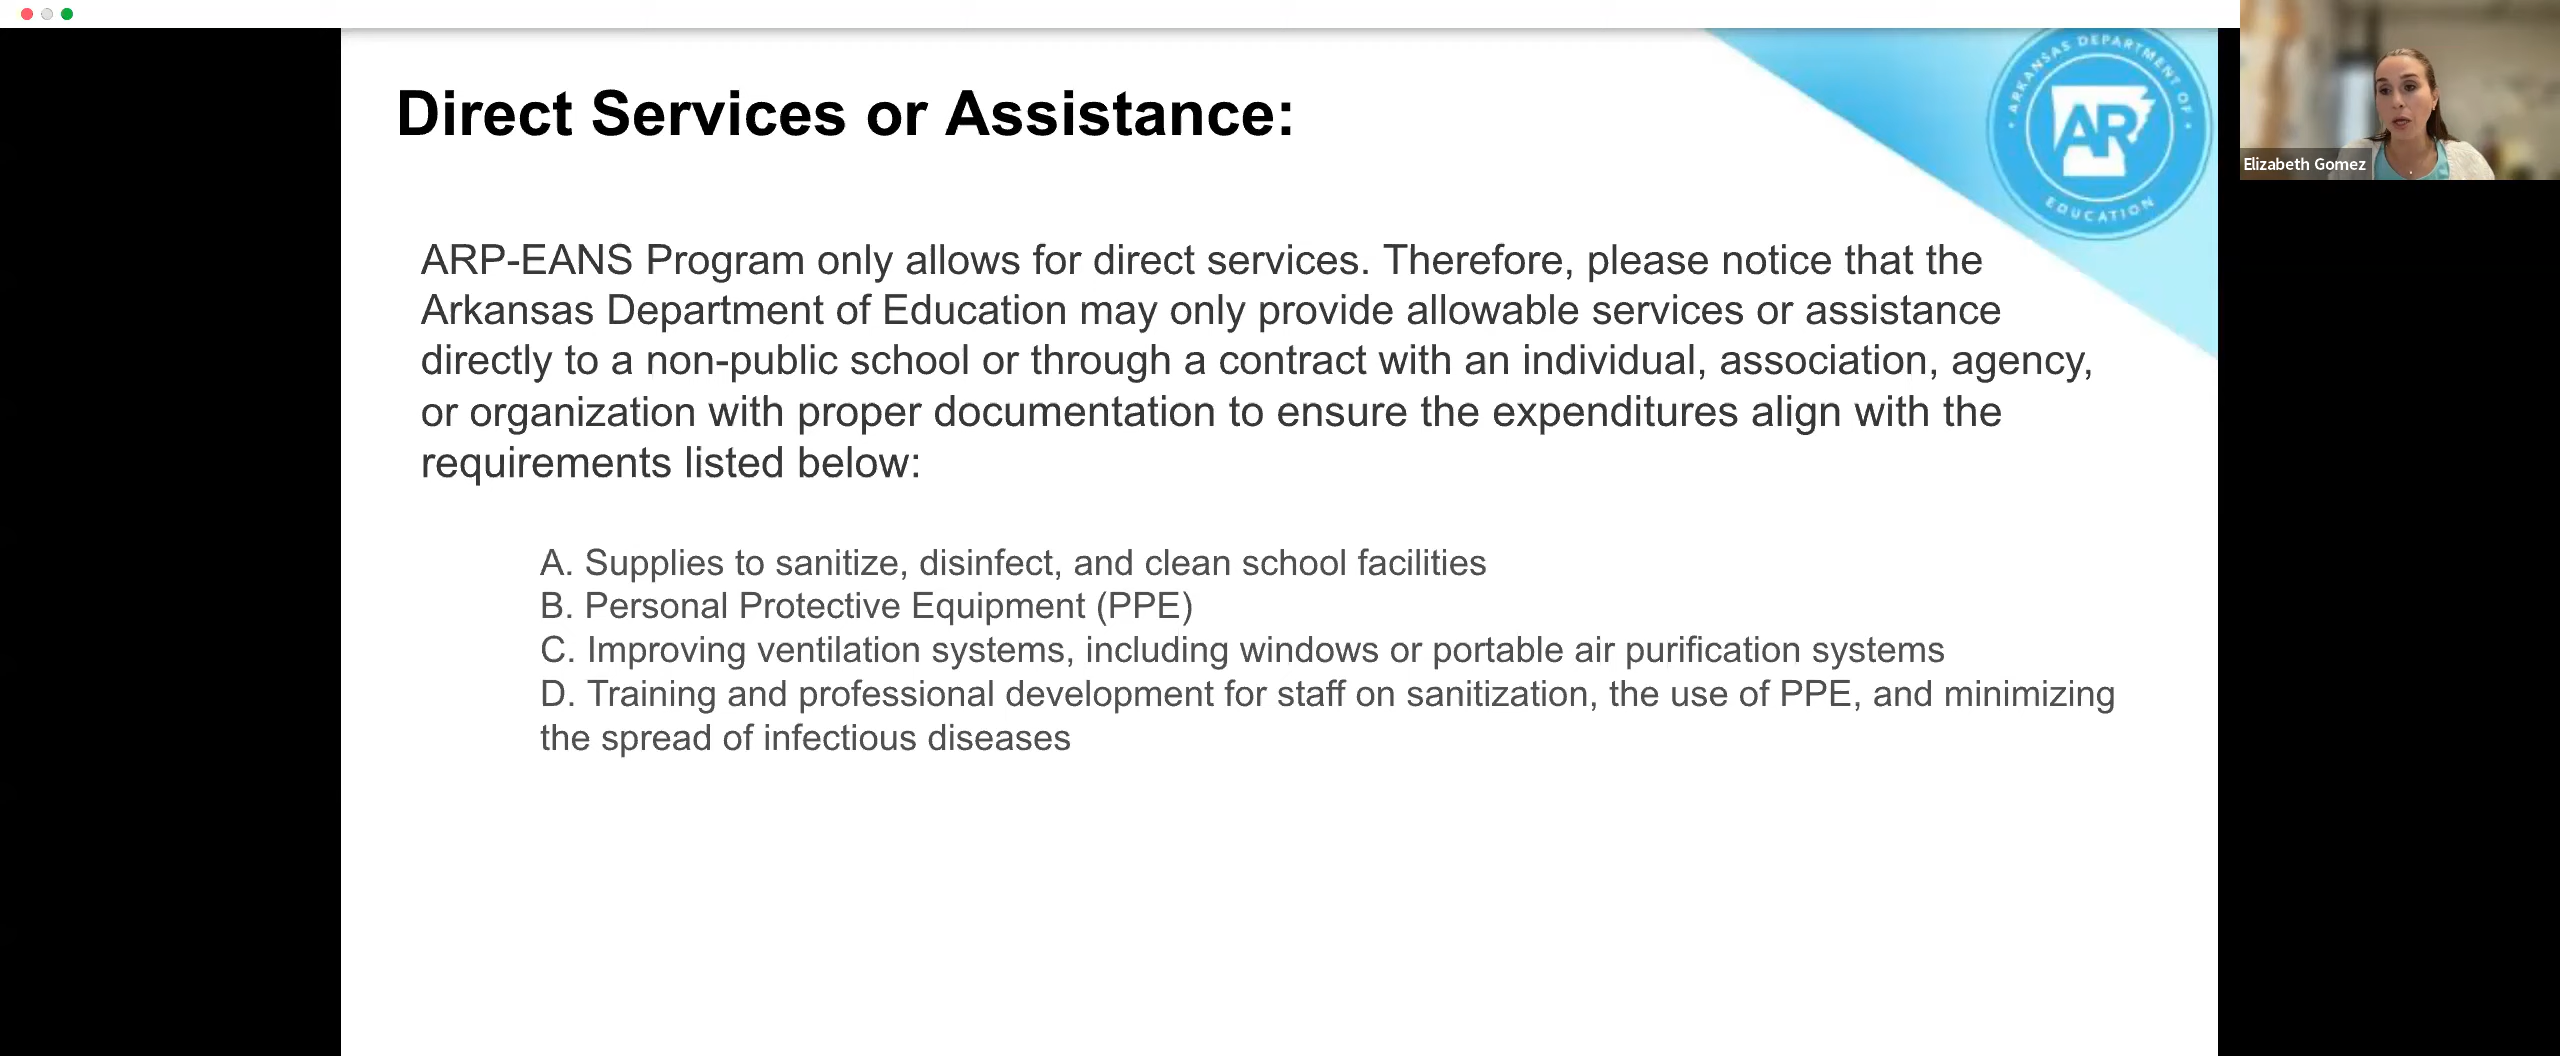 Direct Services or Assistance:
ARKANSAS DEPARTMENT OF
AR
EDUCATION
Elizabeth Gomez
ARP-EANS Program only allows for direct services. Therefore, please notice that the
Arkansas Department of Education may only provide allowable services or assistance
directly to a non-public school or through a contract with an individual, association, agency,
or organization with proper documentation to ensure the expenditures align with the
requirements listed below:
A. Supplies to sanitize, disinfect, and clean school facilities
B. Personal Protective Equipment (PPE)
C. Improving ventilation systems, including windows or portable air purification systems
D. Training and professional development for staff on sanitization, the use of PPE, and minimizing
the spread of infectious diseases